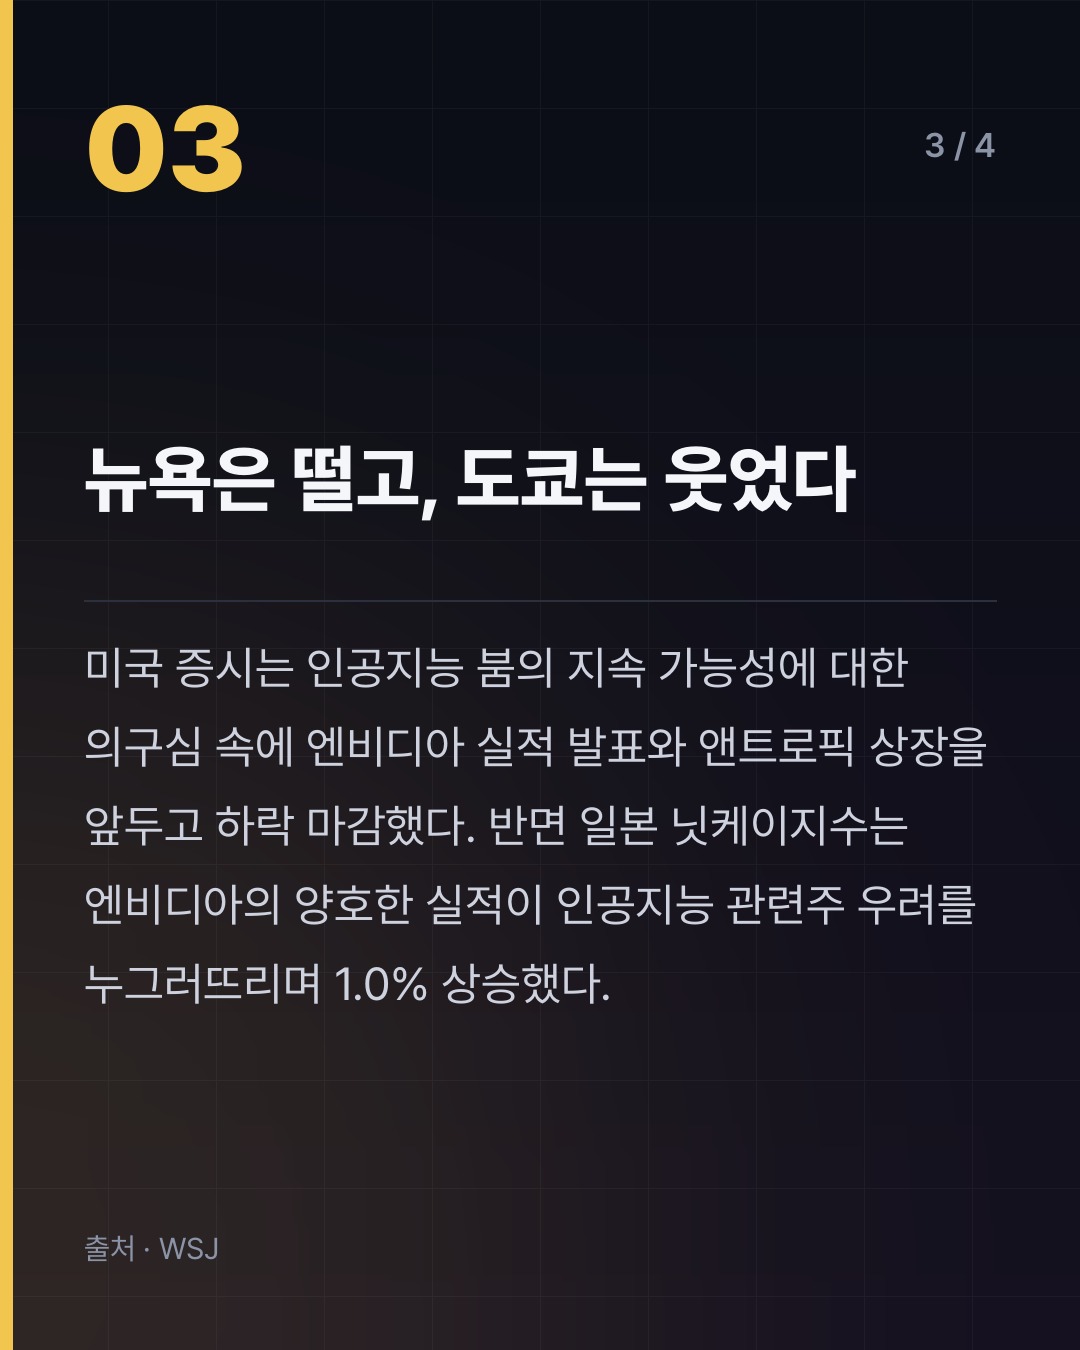 03
3 / 4
뉴욕은 떨고, 도쿄는 웃었다
미국 증시는 인공지능 붐의 지속 가능성에 대한
의구심 속에 엔비디아 실적 발표와 앤트로픽 상장을
앞두고 하락 마감했다. 반면 일본 닛케이지수는
엔비디아의 양호한 실적이 인공지능 관련주 우려를
누그러뜨리며 1.0% 상승했다.
출처 · WSJ